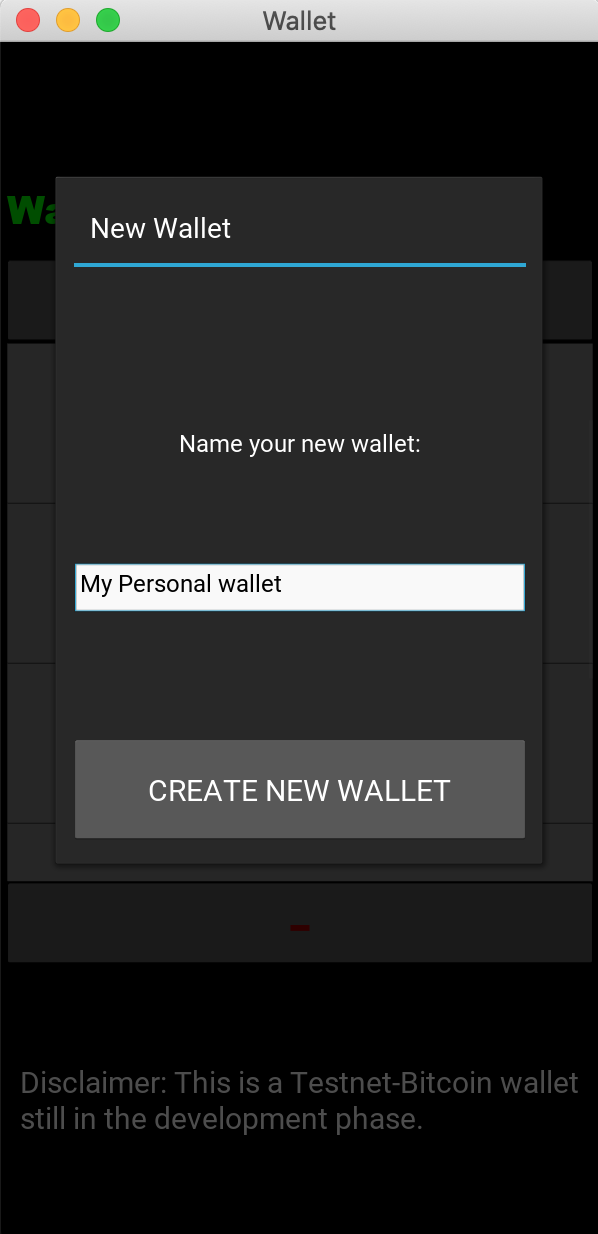 Wallet
New Wallet
Name your new wallet:
My Personal wallet
CREATE NEW WALLET
-
Disclaimer: This is a Testnet-Bitcoin wallet
still in the development phase.